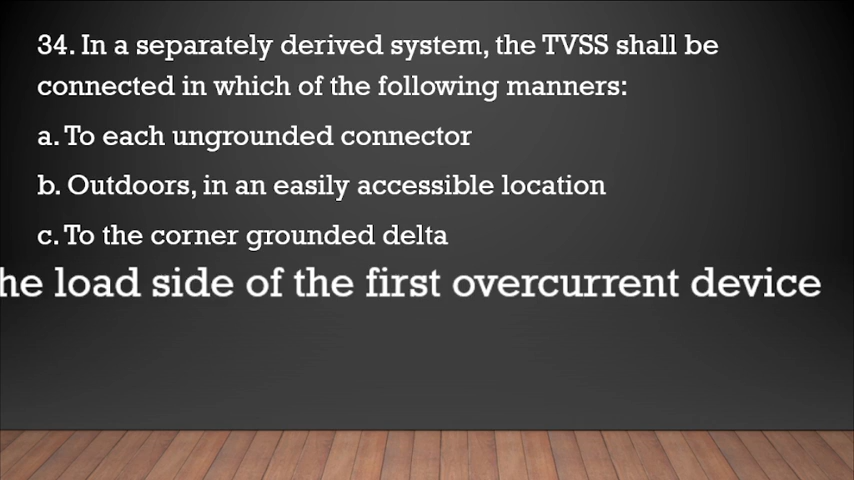 34. In a separately derived system, the TVSS shall be
connected in which of the following manners:
a. To each ungrounded connector
b. Outdoors, in an easily accessible location
c. To the corner grounded delta
load side of the first overcurrent device